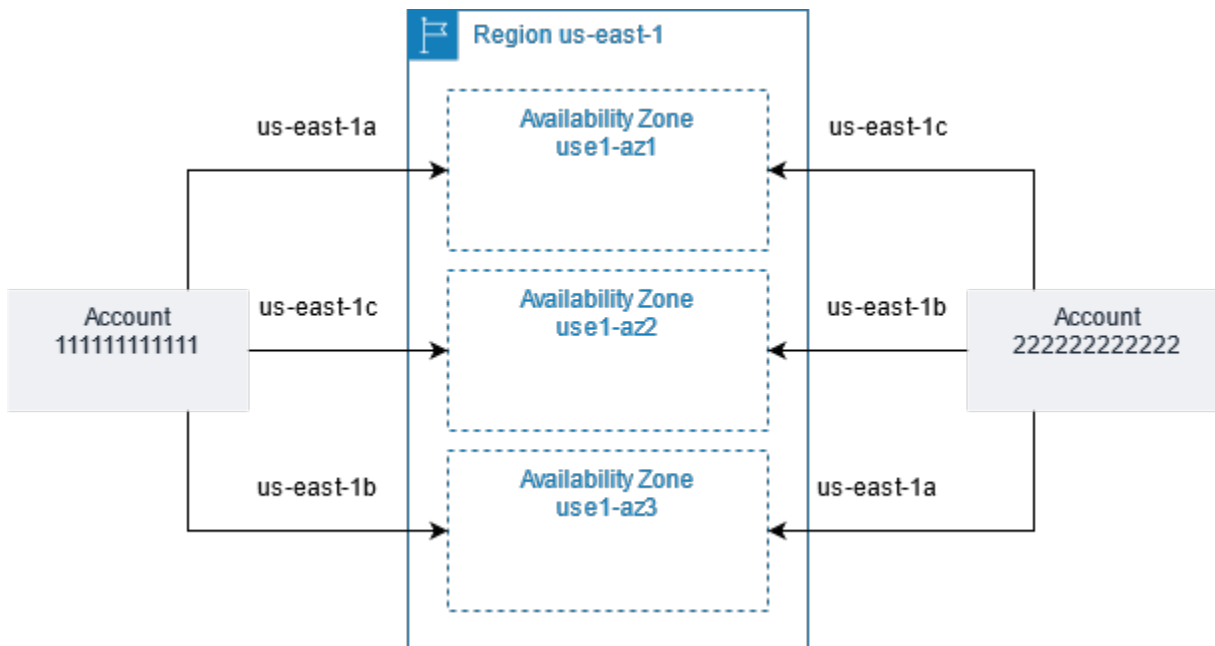 Region us-east-1
us-east-1a
Availability Zone
use1-az1
us-east-1c
Account
111111111111
us-east-1c
Availability Zone
use1-az2
us-east-1b
Account
222222222222
us-east-1b
Availability Zone
use1-az3
us-east-1a